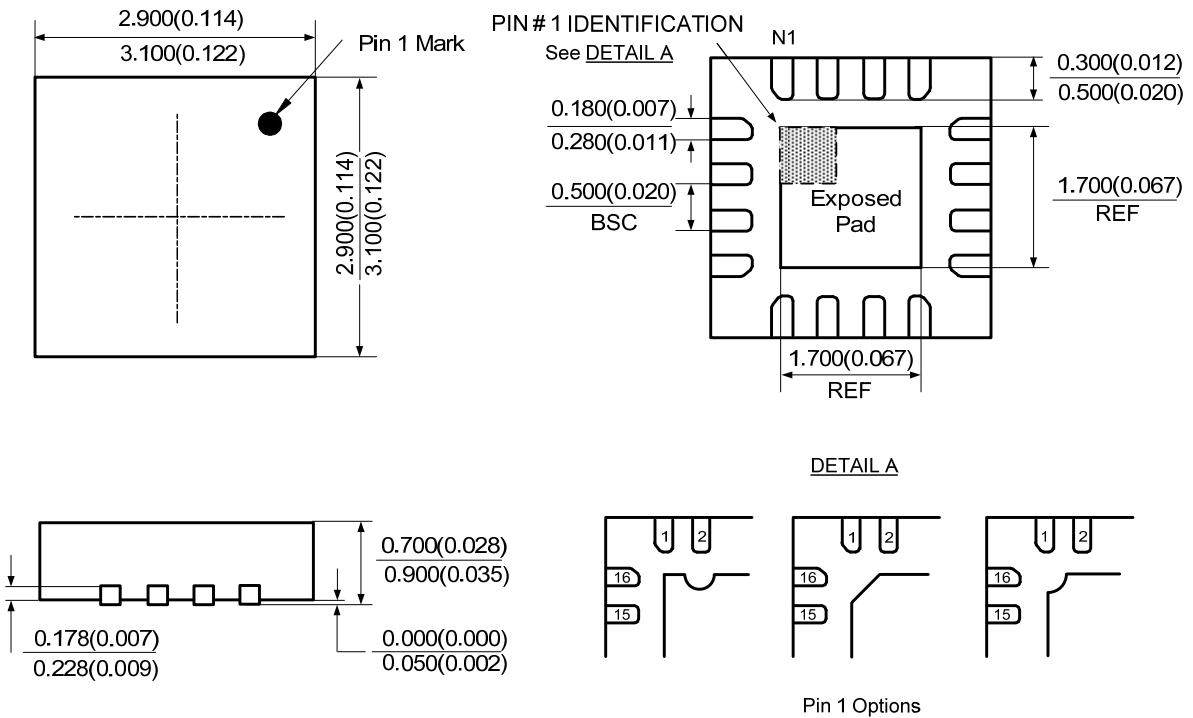 2.900(0.114)
3.100(0.122)
Pin 1 Mark
2.900(0.114)
3.100(0.122)
PIN # 1 IDENTIFICATION
See DETAIL A
N1
0.300(0.012)
0.500(0.020)
0.180(0.007)
0.280(0.011)
0.500(0.020)
BSC
Exposed
Pad
1.700(0.067)
REF
1.700(0.067)
REF
0.700(0.028)
0.900(0.035)
0.178(0.007)
0.228(0.009)
0.000(0.000)
0.050(0.002)
DETAIL A
1 2
16
15
1 2
16
15
1 2
16
15
Pin 1 Options